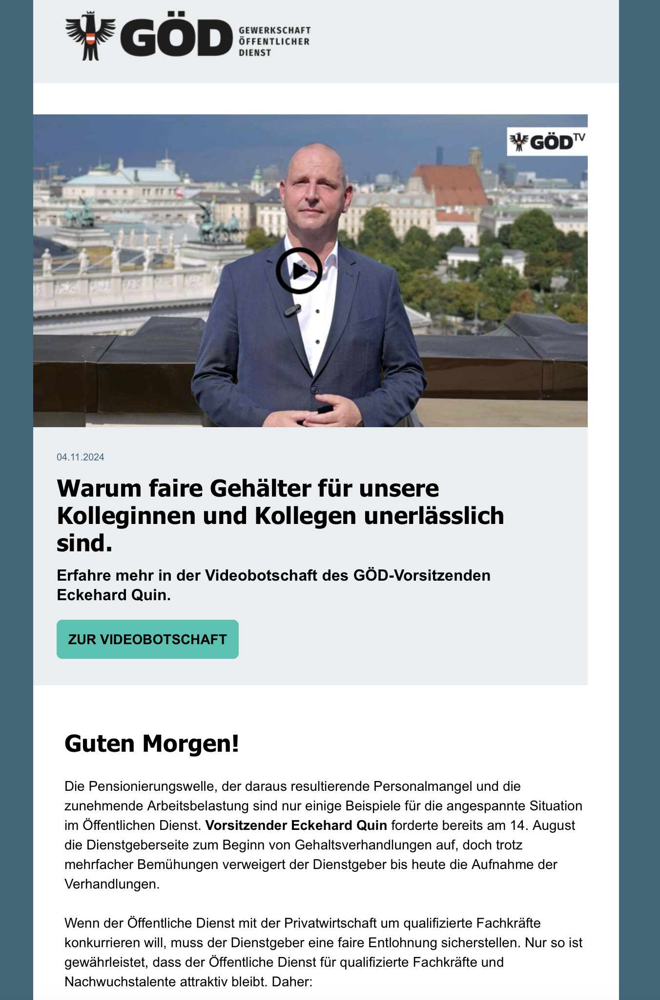 GÖD
GEWERKSCHAFT
ÖFFENTLICHER
DIENST
GÖD TV
04.11.2024
Warum faire Gehälter für unsere
Kolleginnen und Kollegen unerlässlich
sind.
Erfahre mehr in der Videobotschaft des GÖD-Vorsitzenden
Eckehard Quin.
ZUR VIDEOBOTSCHAFT
Guten Morgen!
Die Pensionierungswelle, der daraus resultierende Personalmangel und die
zunehmende Arbeitsbelastung sind nur einige Beispiele für die angespannte Situation
im Öffentlichen Dienst. Vorsitzender Eckehard Quin forderte bereits am 14. August
die Dienstgeberseite zum Beginn von Gehaltsverhandlungen auf, doch trotz
mehrfacher Bemühungen verweigert der Dienstgeber bis heute die Aufnahme der
Verhandlungen.
Wenn der Öffentliche Dienst mit der Privatwirtschaft um qualifizierte Fachkräfte
konkurrieren will, muss der Dienstgeber eine faire Entlohnung sicherstellen. Nur so ist
gewährleistet, dass der Öffentliche Dienst für qualifizierte Fachkräfte und
Nachwuchstalente attraktiv bleibt. Daher: